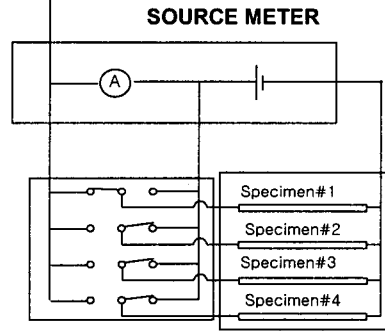 SOURCE METER
A
Specimen#1
Specimen#2
Specimen#3
Specimen#4